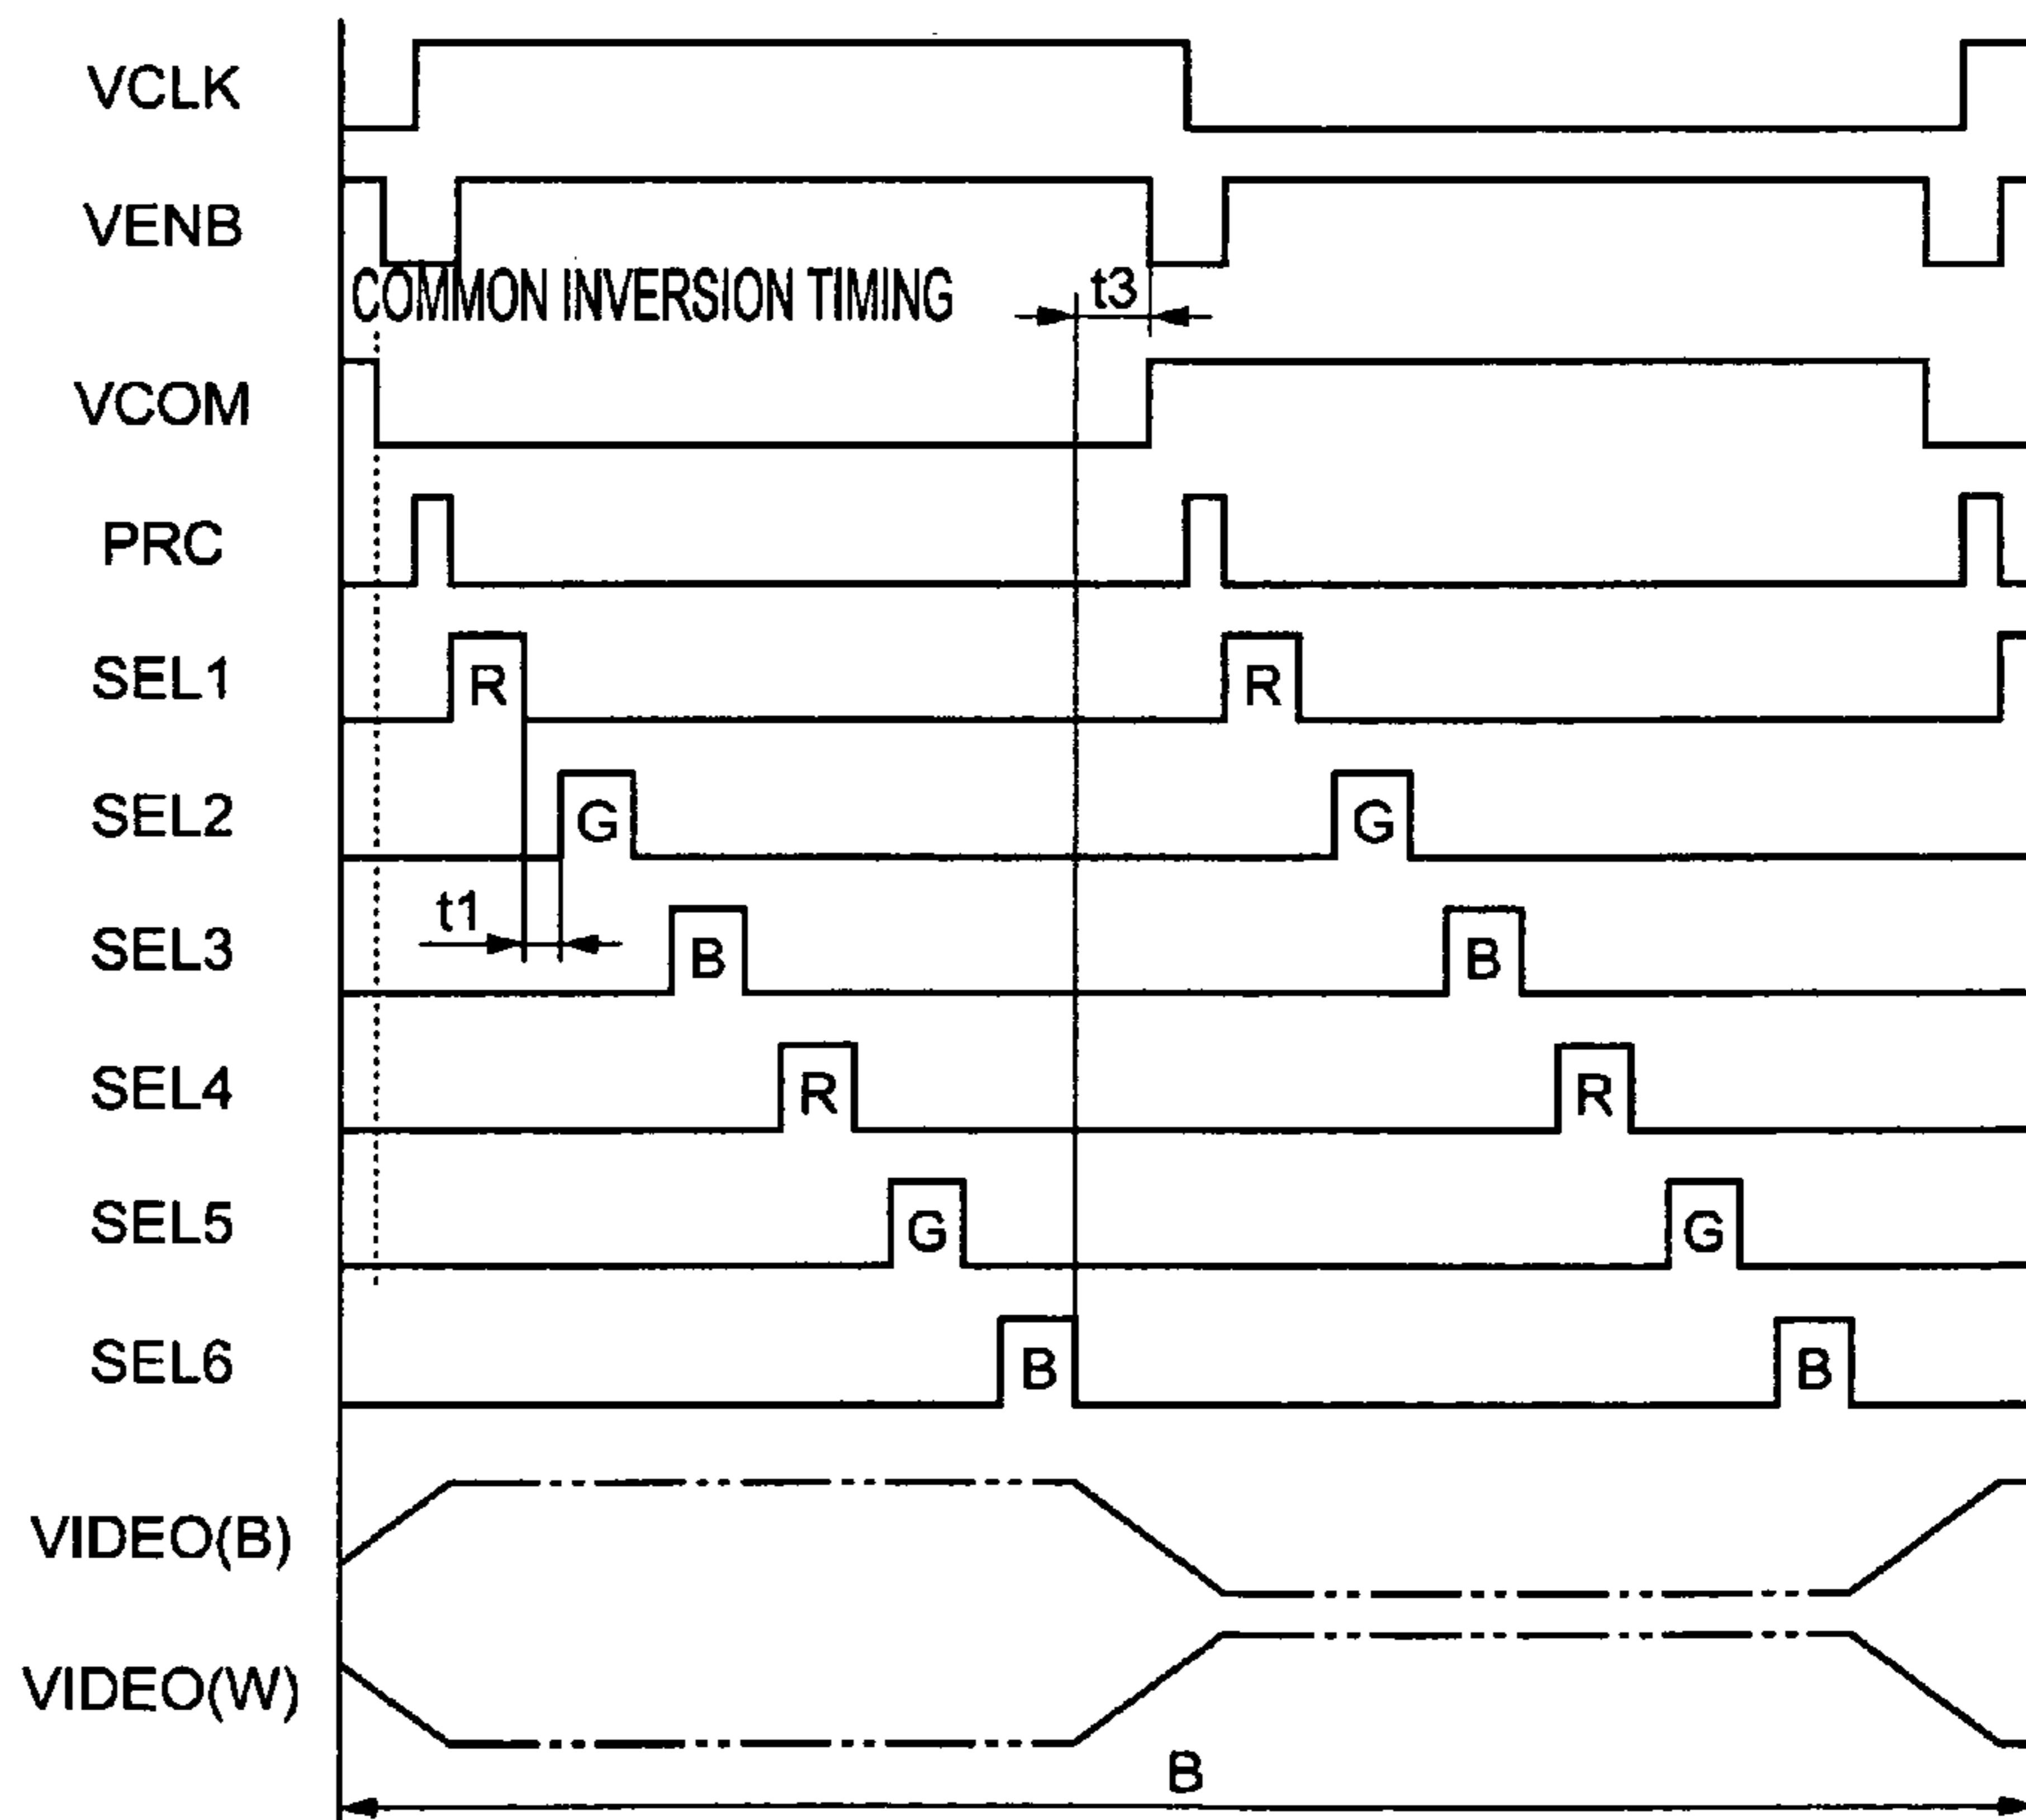 VCLK
VENB
COMMON INVERSION TIMING t3
VCOM
PRC
SEL1 R R
SEL2 G G
t1
SEL3 B B
SEL4 R R
SEL5 G G
SEL6 B B
VIDEO(B)
VIDEO(W)
B